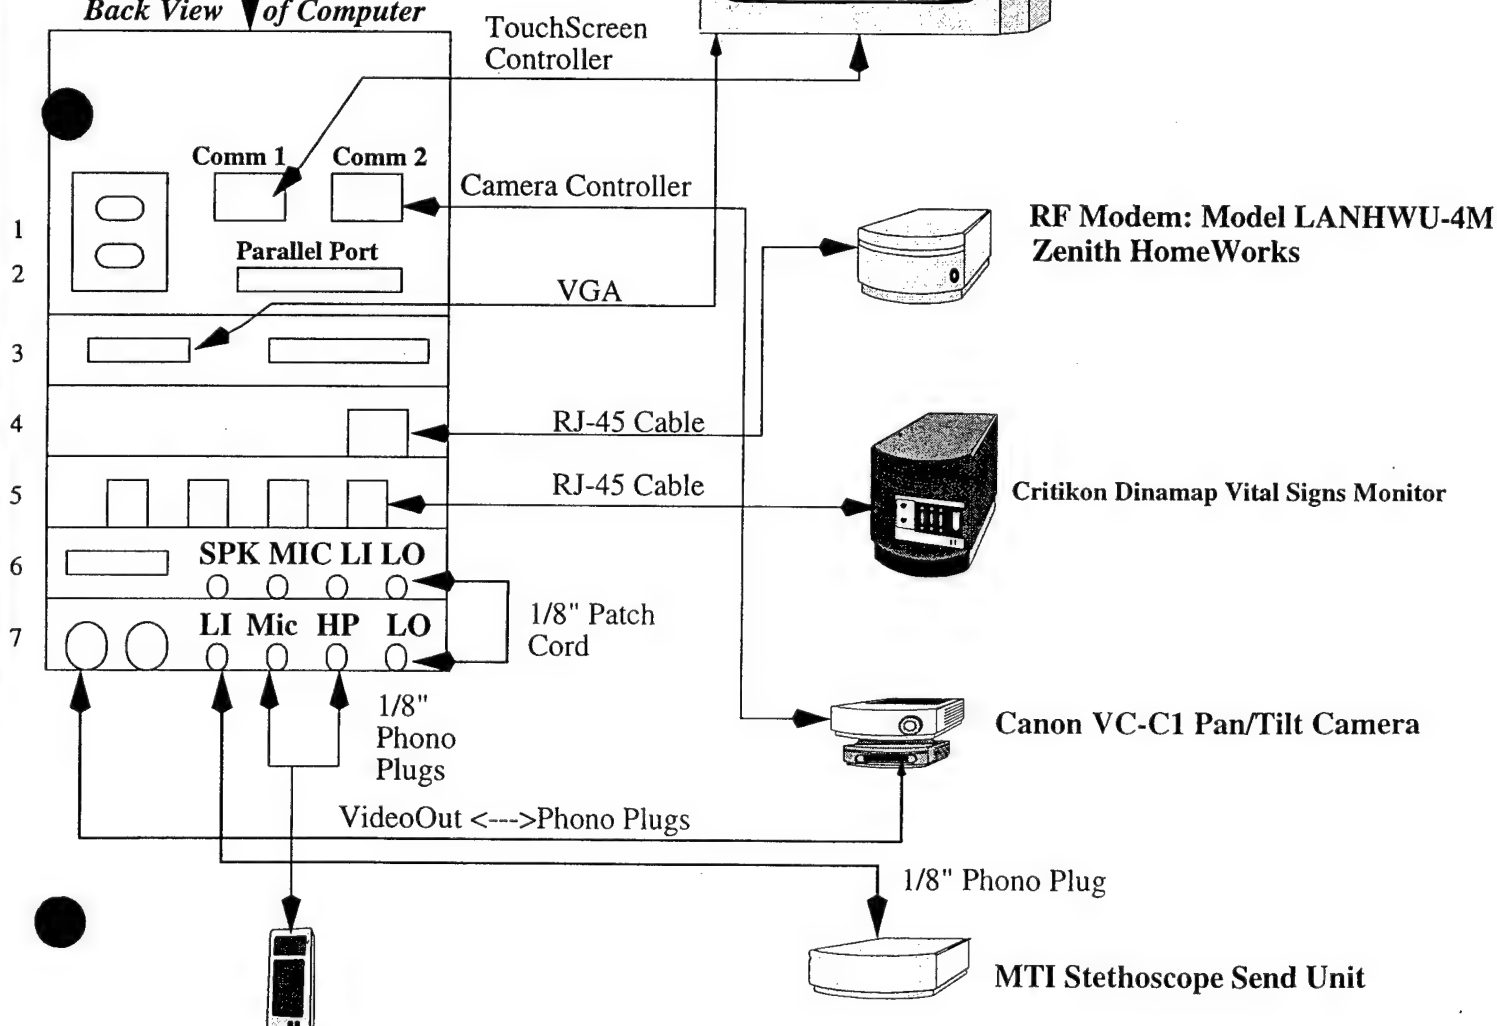 Back View of Computer
TouchScreen
Controller
Comm 1 Comm 2
Camera Controller
1
RF Modem: Model LANHWU-4M
Zenith HomeWorks
Parallel Port
2
VGA
3
4
RJ-45 Cable
5
RJ-45 Cable
Critikon Dinamap Vital Signs Monitor
6
SPK MIC LI LO
1/8" Patch
Cord
7
LI Mic HP LO
1/8"
Phono
Plugs
Canon VC-C1 Pan/Tilt Camera
VideoOut <--->Phono Plugs
1/8" Phono Plug
MTI Stethoscope Send Unit